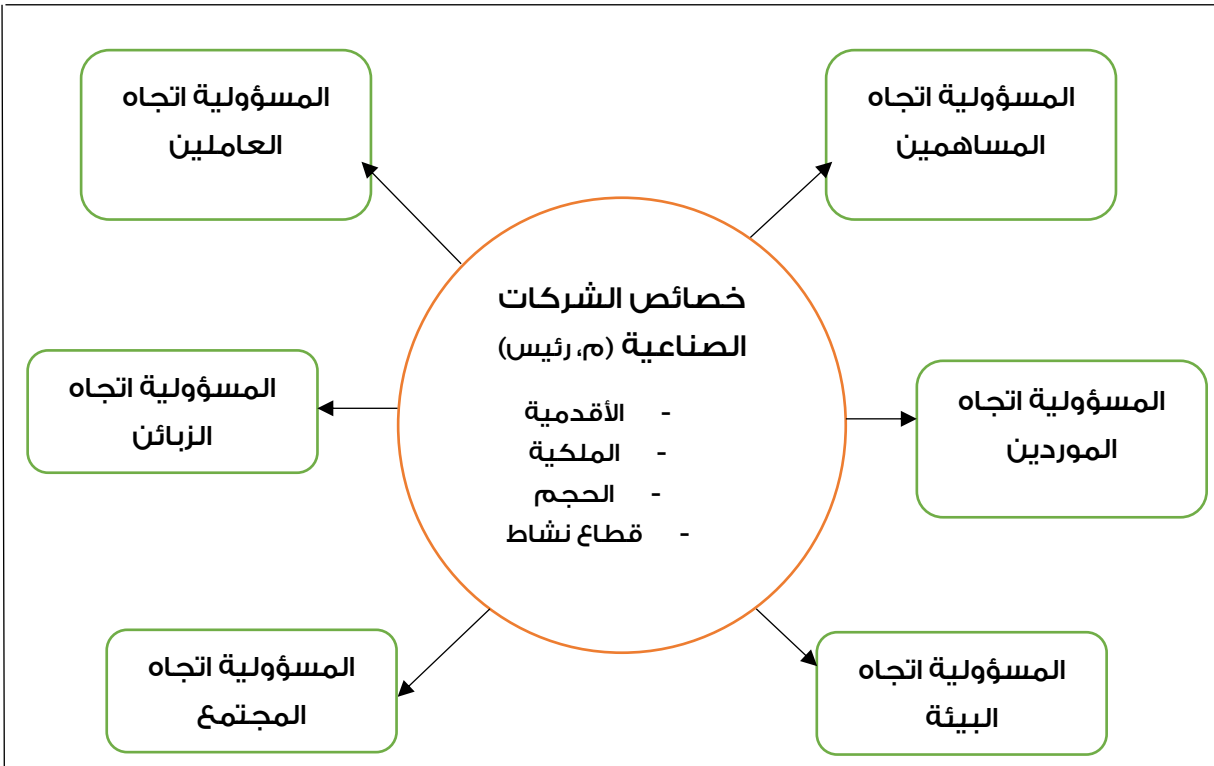 المسؤولية اتجاه
المساهمين
المسؤولية اتجاه
العاملين
خصائص الشركات
الصناعية (م، رئيس)
- الأقدمية
- الملكية
- الحجم
- قطاع نشاط
المسؤولية اتجاه
الموردين
المسؤولية اتجاه
الزبائن
المسؤولية اتجاه
البيئة
المسؤولية اتجاه
المجتمع